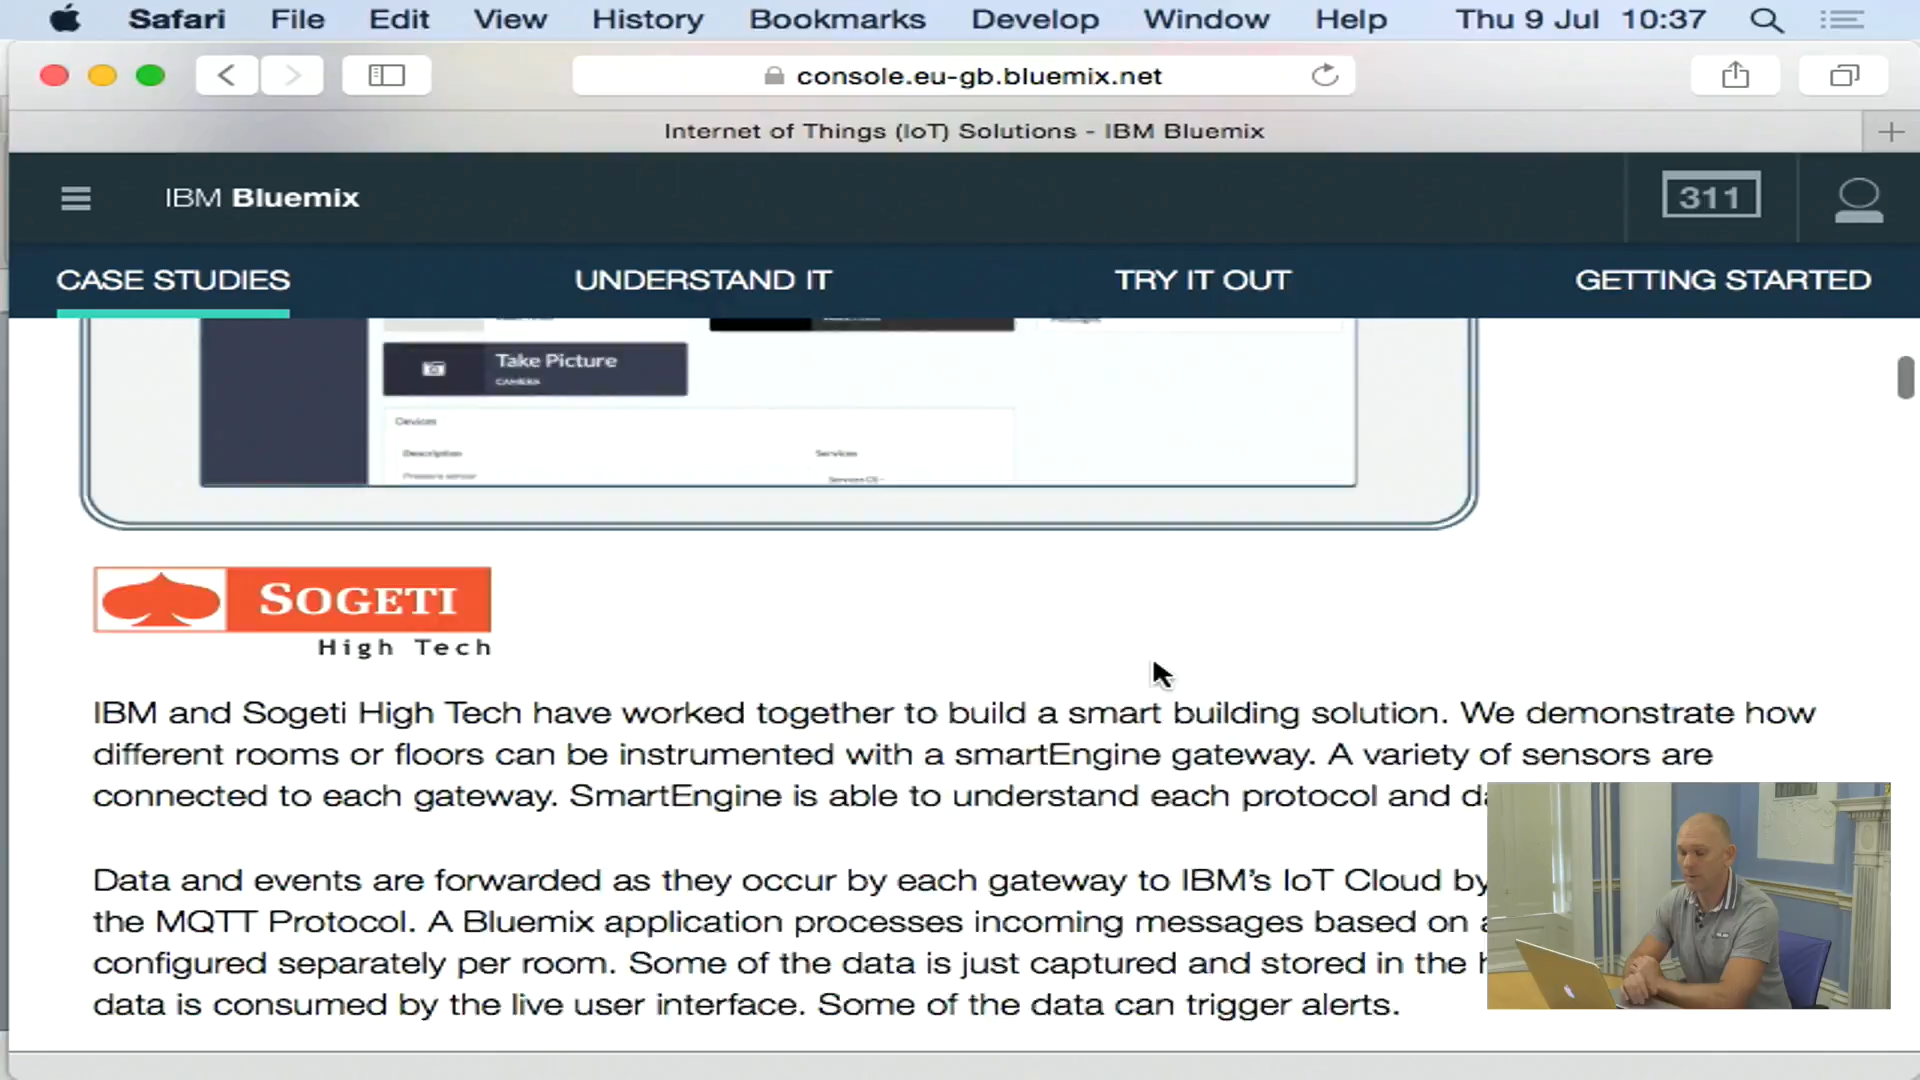 Safari File Edit View History Bookmarks Develop Window Help Thu 9 Jul 10:37
console.eu-gb.bluemix.net
Internet of Things (IoT) Solutions - IBM Bluemix
IBM Bluemix 311
CASE STUDIES UNDERSTAND IT TRY IT OUT GETTING STARTED
Take Picture
CAMERA
Devices
Description Services
Pressure sensor
SOGETI
High Tech
IBM and Sogeti High Tech have worked together to build a smart building solution. We demonstrate how
different rooms or floors can be instrumented with a smartEngine gateway. A variety of sensors are
connected to each gateway. SmartEngine is able to understand each protocol and
Data and events are forwarded as they occur by each gateway to IBM's IoT Cloud by
the MQTT Protocol. A Bluemix application processes incoming messages based on
configured separately per room. Some of the data is just captured and stored in the
data is consumed by the live user interface. Some of the data can trigger alerts.